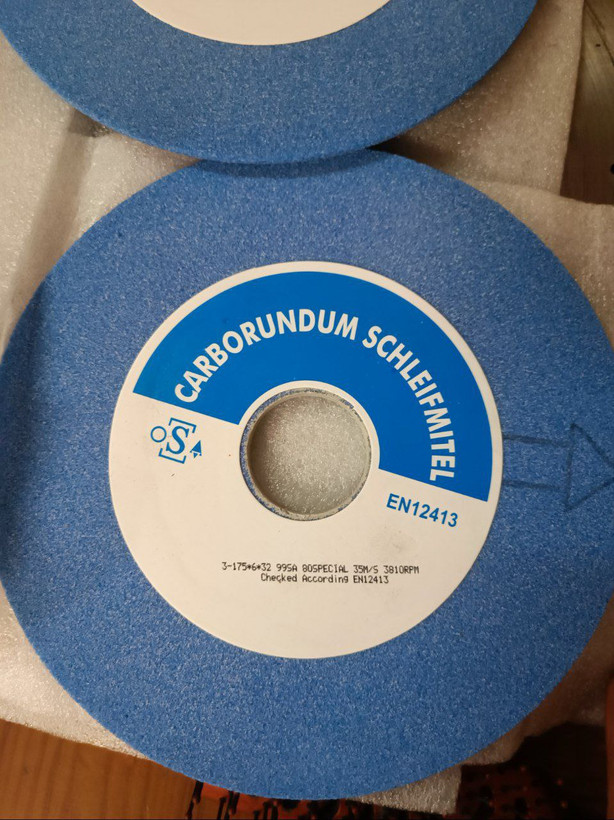 CARBORUNDUM SCHLEIFMITEL
S
EN12413
3-175*6*32 99SA 80SPECIAL 35M/S 3810RPM
Checked According EN12413